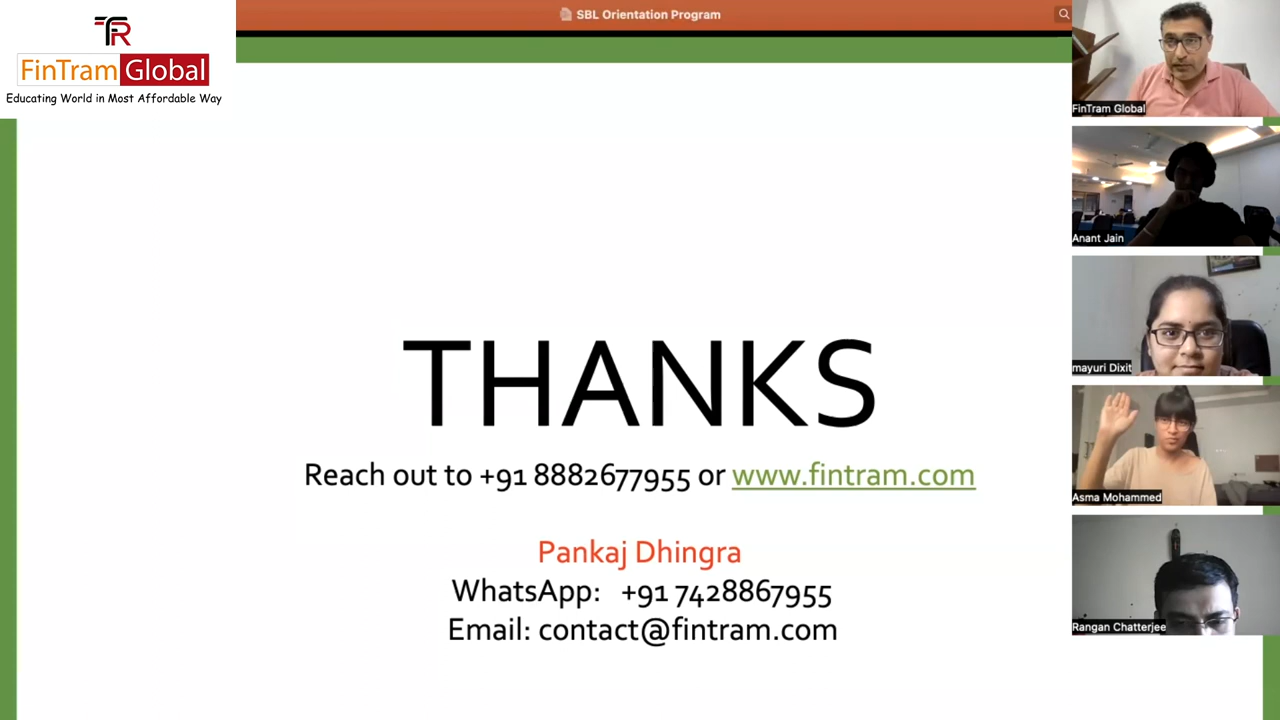 TR
FinTram Global
Educating World in Most Affordable Way
SBL Orientation Program
THANKS
Reach out to +91 8882677955 or www.fintram.com
Pankaj Dhingra
WhatsApp: +91 7428867955
Email: contact@fintram.com
FinTram Global
Anant Jain
mayuri Dixit
Asma Mohammed
Rangan Chatterjee